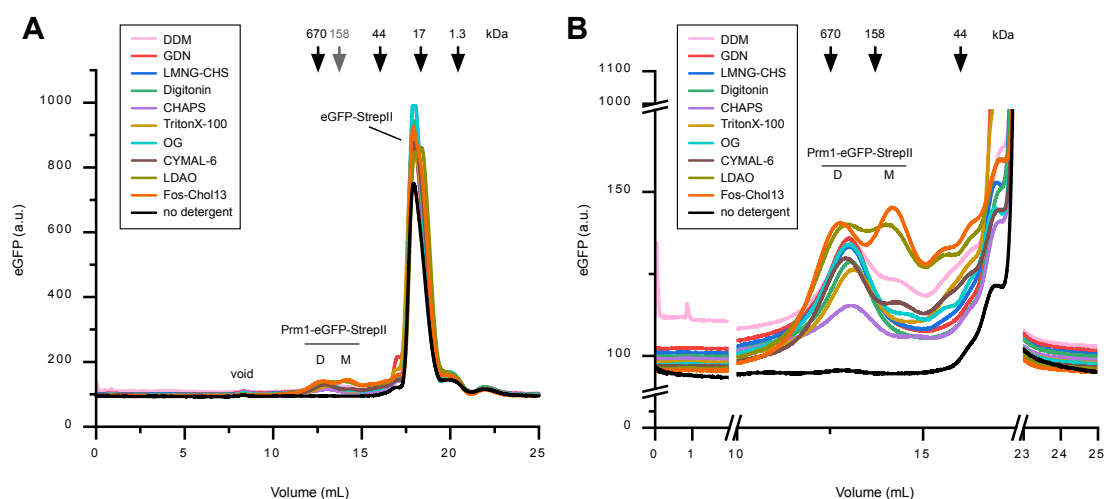 A
670 158 44 17 1.3 kDa
DDM
GDN
LMNG-CHS
Digitonin
CHAPS
TritonX-100
OG
CYMAL-6
LDAO
Fos-Chol13
no detergent
eGFP-StrepII
Prm1-eGFP-StrepII
D M
void
eGFP (a.u.)
1000
800
600
400
200
0
0 5 10 15 20 25
Volume (mL)
B
670 158 44 kDa
DDM
GDN
LMNG-CHS
Digitonin
CHAPS
TritonX-100
OG
CYMAL-6
LDAO
Fos-Chol13
no detergent
Prm1-eGFP-StrepII
D M
eGFP (a.u.)
1100
1000
150
100
0
0 1 10 15 23 24 25
Volume (mL)